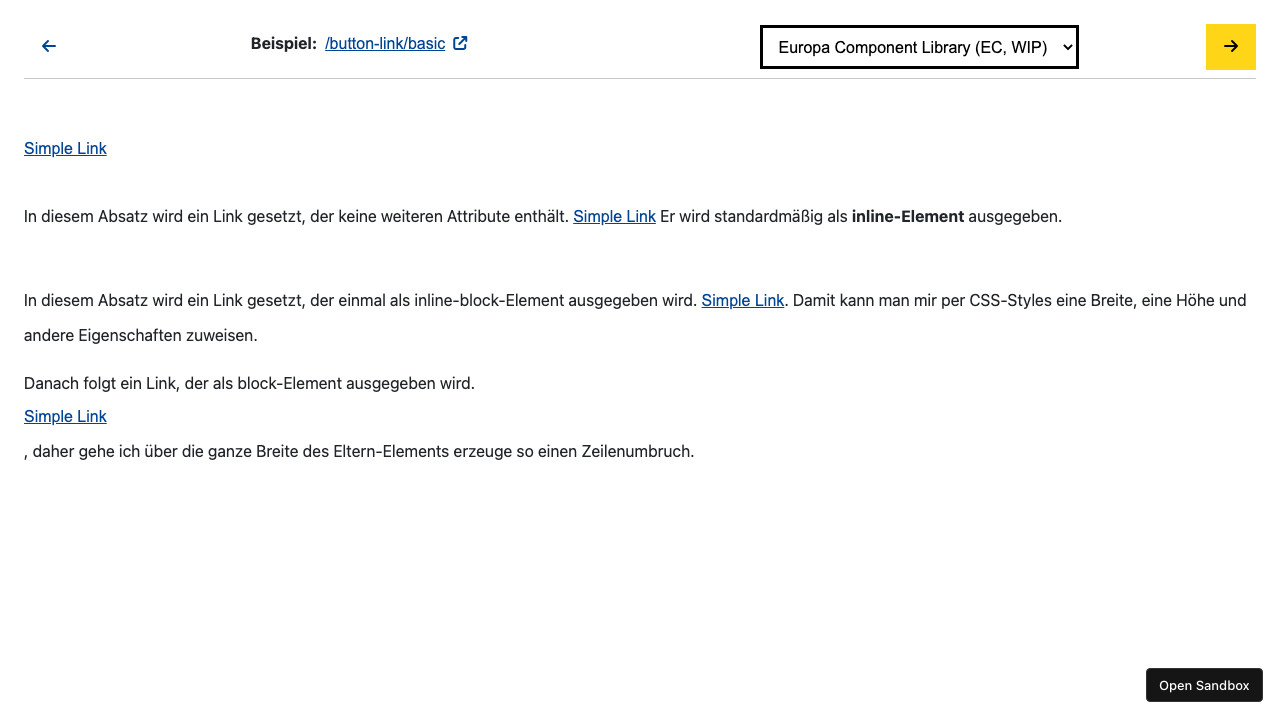 Beispiel: /button-link/basic
Europa Component Library (EC, WIP)
Simple Link
In diesem Absatz wird ein Link gesetzt, der keine weiteren Attribute enthält. Simple Link Er wird standardmäßig als inline-Element ausgegeben.
In diesem Absatz wird ein Link gesetzt, der einmal als inline-block-Element ausgegeben wird. Simple Link. Damit kann man mir per CSS-Styles eine Breite, eine Höhe und
andere Eigenschaften zuweisen.
Danach folgt ein Link, der als block-Element ausgegeben wird.
Simple Link
, daher gehe ich über die ganze Breite des Eltern-Elements erzeuge so einen Zeilenumbruch.
Open Sandbox